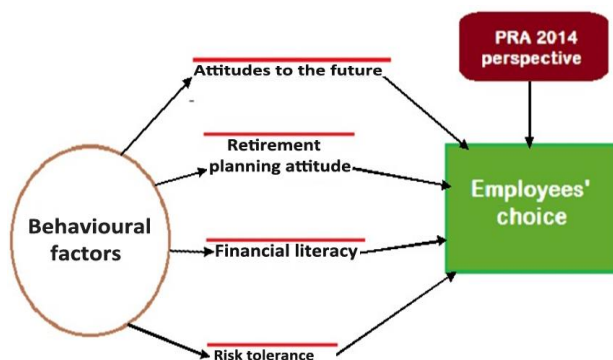 PRA 2014
perspective
Attitudes to the future
Retirement
planning attitude
Employees'
choice
Behavioural
factors
Financial literacy
Risk tolerance